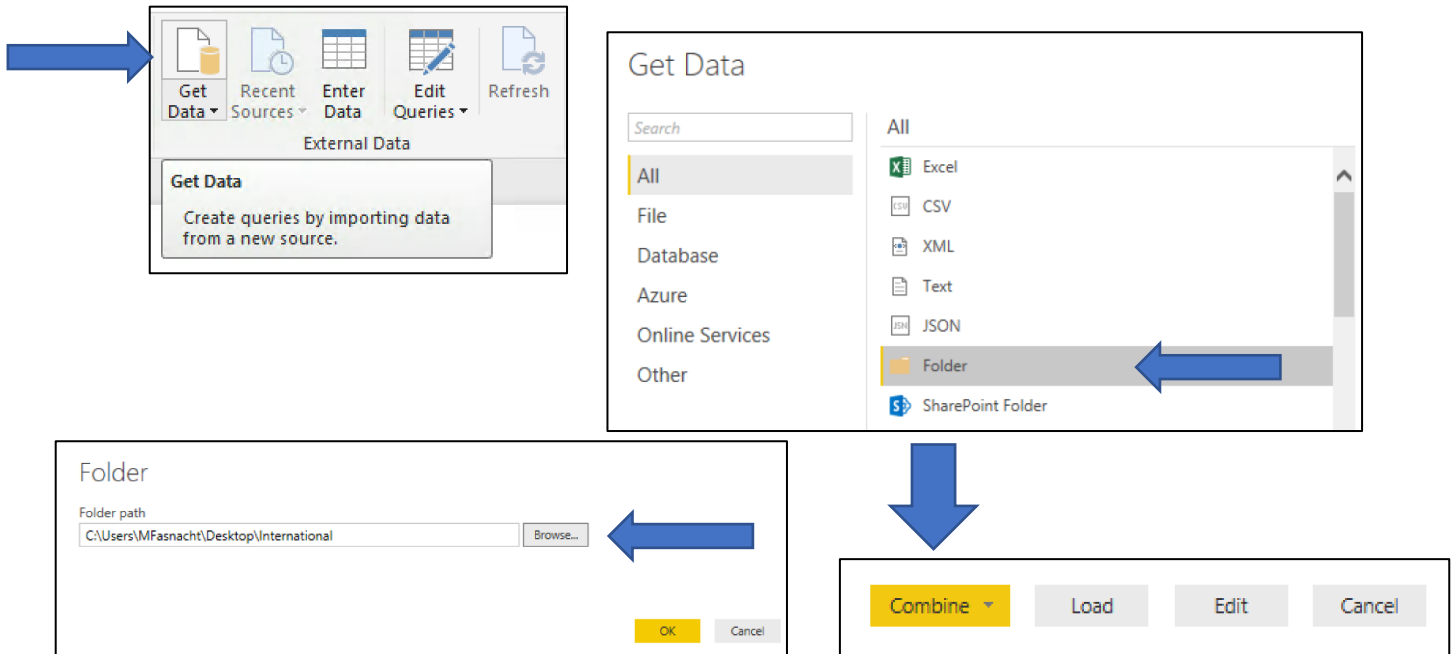 Get Data
Recent Sources
Enter Data
Edit Queries
Refresh
External Data
Get Data
Create queries by importing data
from a new source.
Get Data
Search
All
File
Database
Azure
Online Services
Other
All
Excel
CSV
CSV
XML
Text
JSN
JSON
Folder
S
SharePoint Folder
Folder
Folder path
C:\Users\MFasnacht\Desktop\International
Browse...
OK
Cancel
Combine
Load
Edit
Cancel